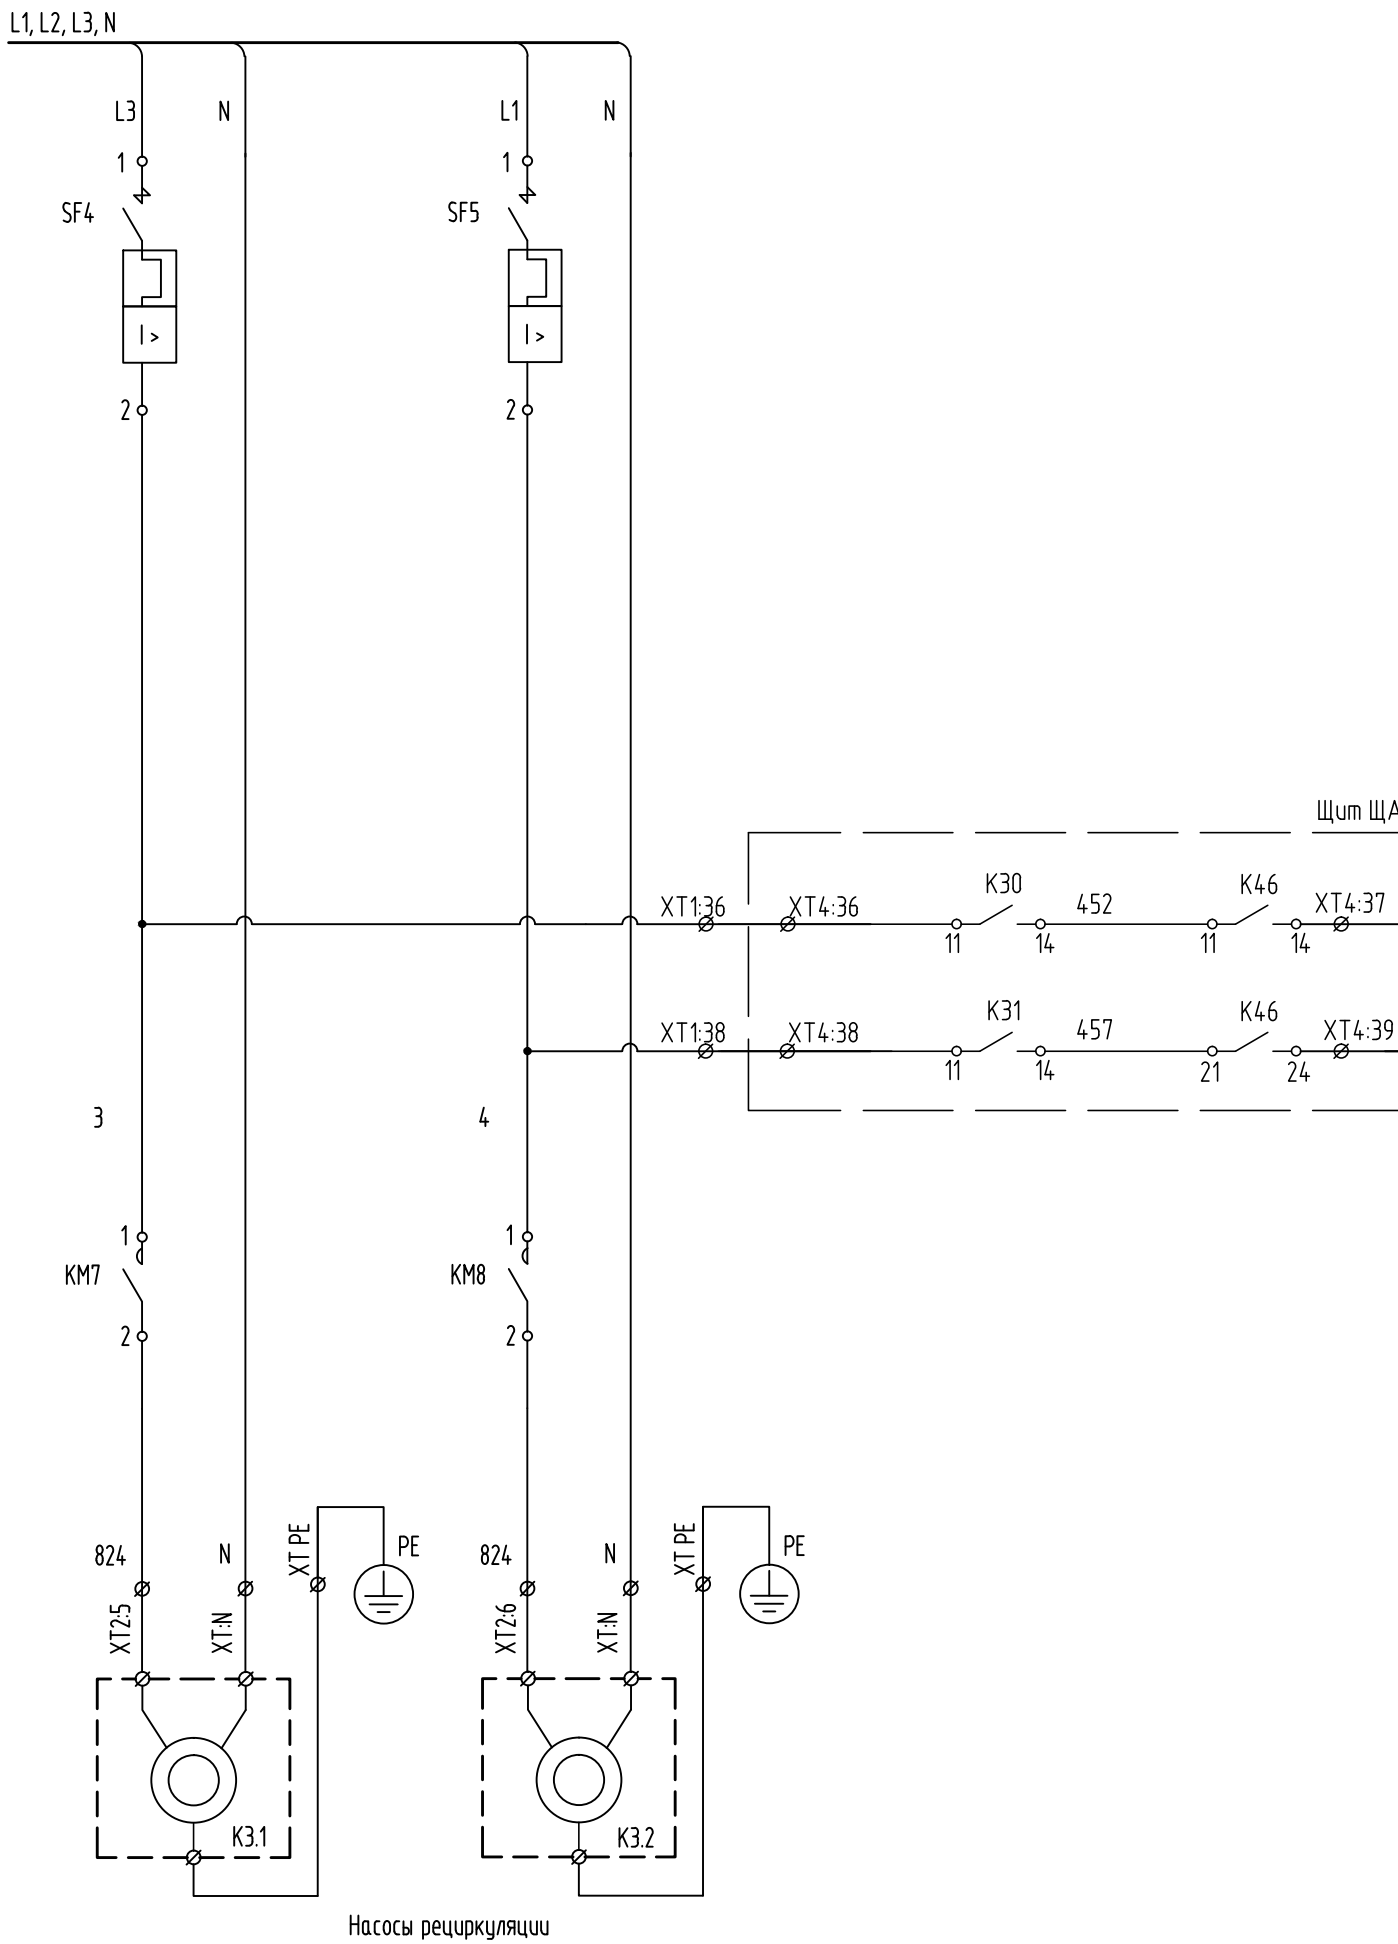 L1, L2, L3, N
L3 N L1 N
1 1
SF4 SF5
2 2
Щит ЩА
XT1:36 XT4:36 K30 452 K46 XT4:37
11 14 11 14
XT1:38 XT4:38 K31 457 K46 XT4:39
11 14 21 24
3 4
1 1
KM7 KM8
2 2
824 N XT PE PE 824 N XT PE PE
XT2:5 XT:N XT2:6 XT:N
I > I >
K3.1 K3.2
Насосы рециркуляции